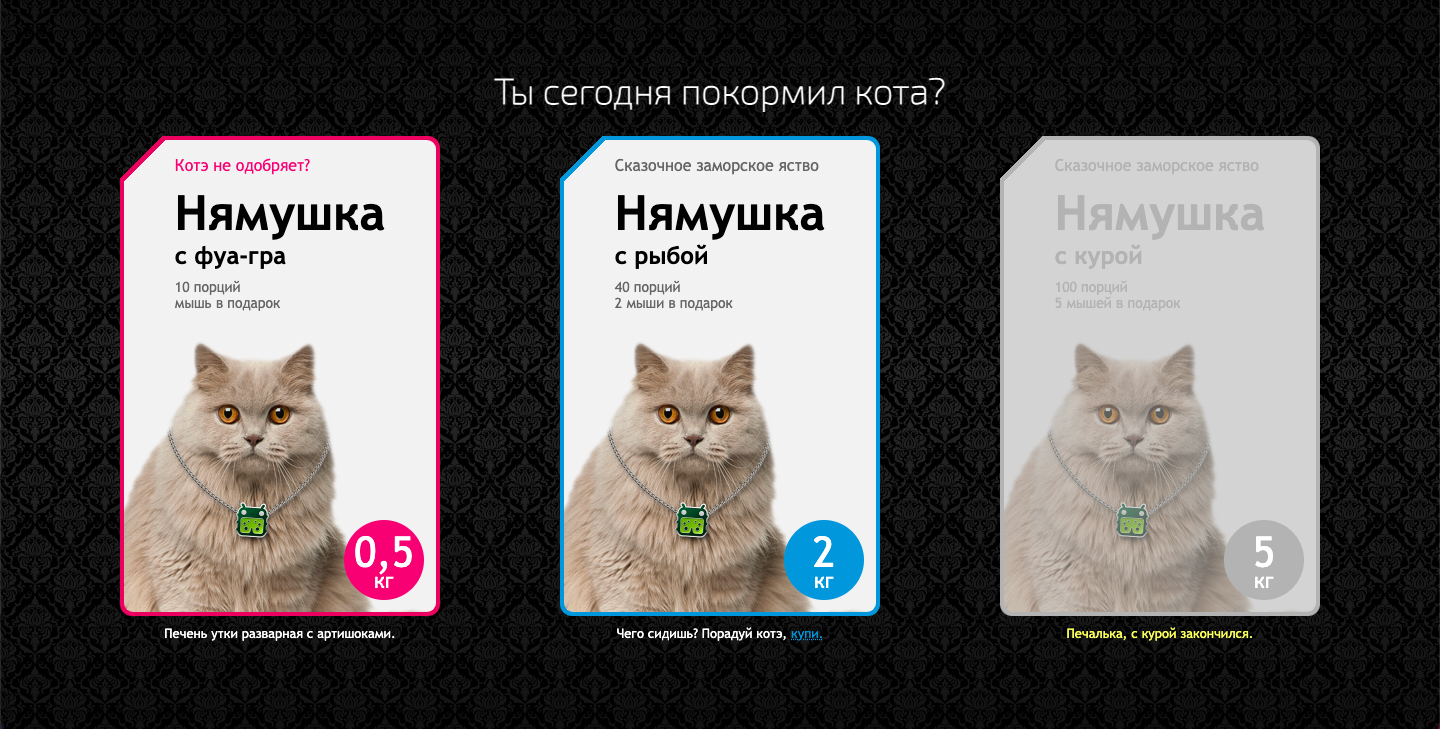 Ты сегодня покормил кота?
Котэ не одобряет?
Нямушка
с фуа-гра
10 порций
мышь в подарок
0,5
кг
Печень утки разварная с артишоками.
Сказочное заморское яство
Нямушка
с рыбой
40 порций
2 мыши в подарок
2
кг
Чего сидишь? Порадуй котэ, купи.
Сказочное заморское яство
Нямушка
с курой
100 порций
5 мышей в подарок
5
кг
Печалька, с курой закончился.